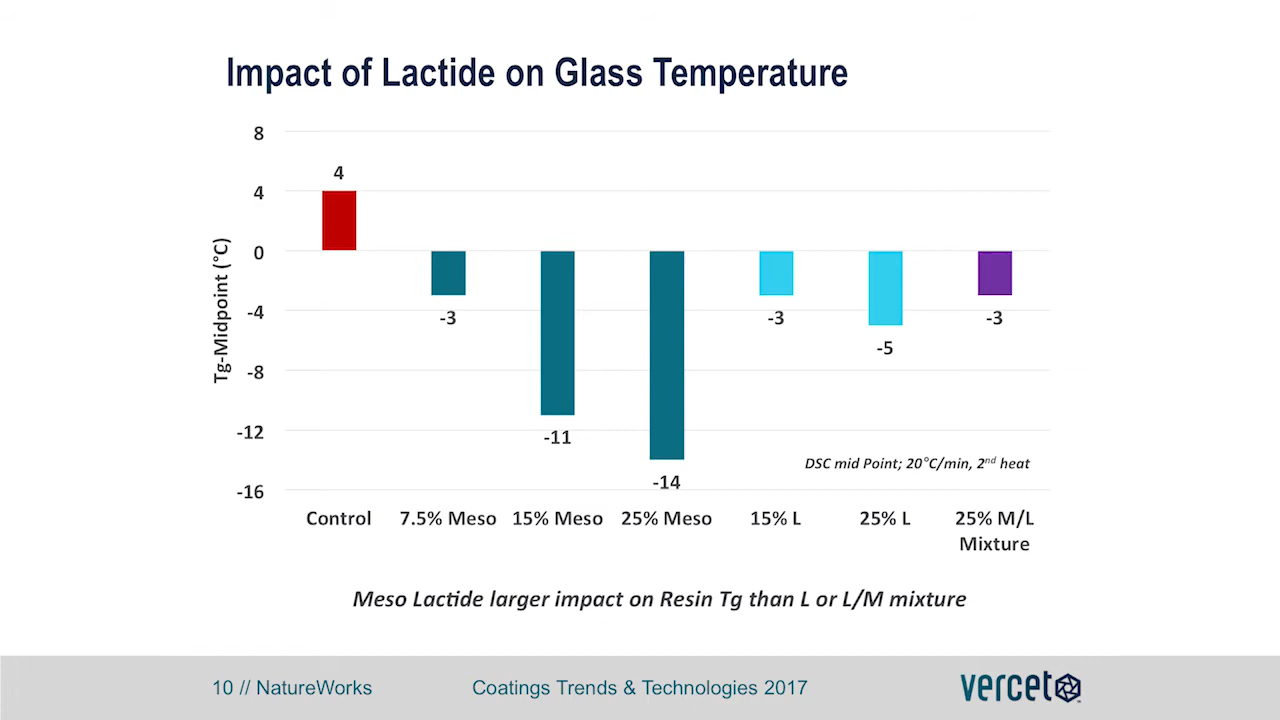 Impact of Lactide on Glass Temperature
8
4
0
-4
-8
-12
-16
Tg-Midpoint (°C)
4
-3
-11
-14
-3
-5
-3
DSC mid Point; 20°C/min, 2nd heat
Control
7.5% Meso
15% Meso
25% Meso
15% L
25% L
25% M/L
Mixture
Meso Lactide larger impact on Resin Tg than L or L/M mixture
10 // NatureWorks
Coatings Trends & Technologies 2017
vercet